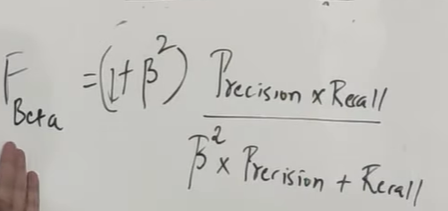 F Beta = (1+ β²) Precision x Recall
β² x Precision + Recall